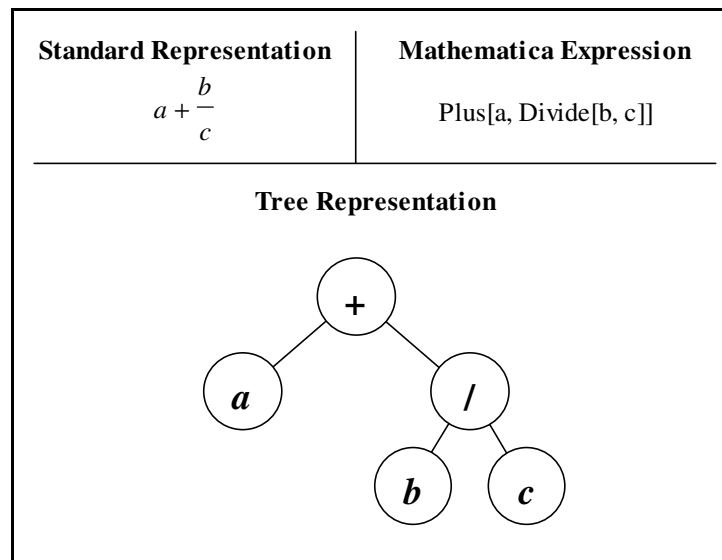 Standard Representation
a + b/c
Mathematica Expression
Plus[a, Divide[b, c]]
Tree Representation
+
a /
b c